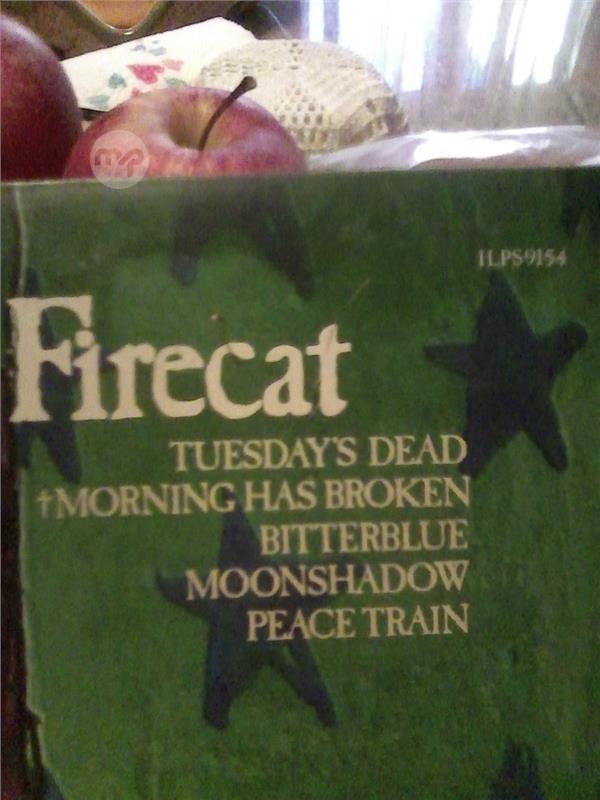 ILPS9154
Firecat
TUESDAY'S DEAD
†MORNING HAS BROKEN
BITTERBLUE
MOONSHADOW
PEACE TRAIN